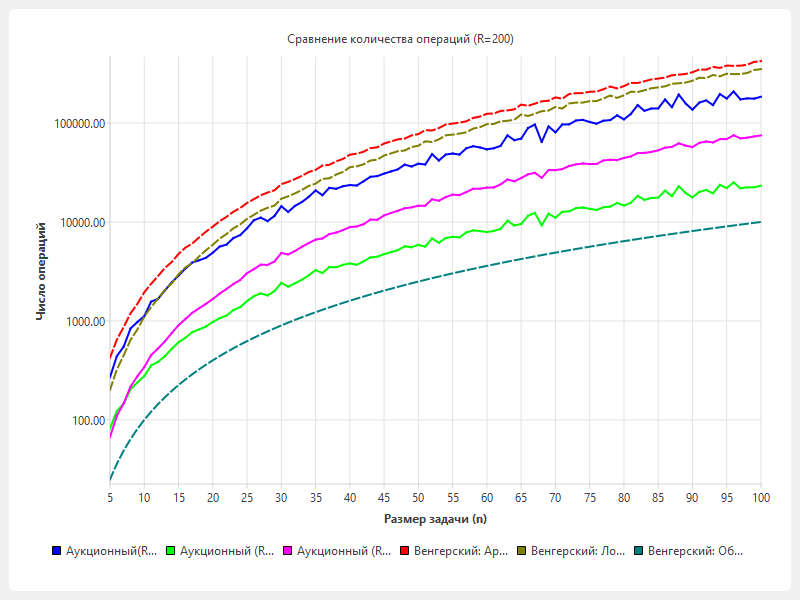 Сравнение количества операций (R=200)
100000.00
10000.00
1000.00
100.00
Число операций
5 10 15 20 25 30 35 40 45 50 55 60 65 70 75 80 85 90 95 100
Размер задачи (n)
Аукционный(R... Аукционный (R... Аукционный (R... Венгерский: Ар... Венгерский: Ло... Венгерский: Об...